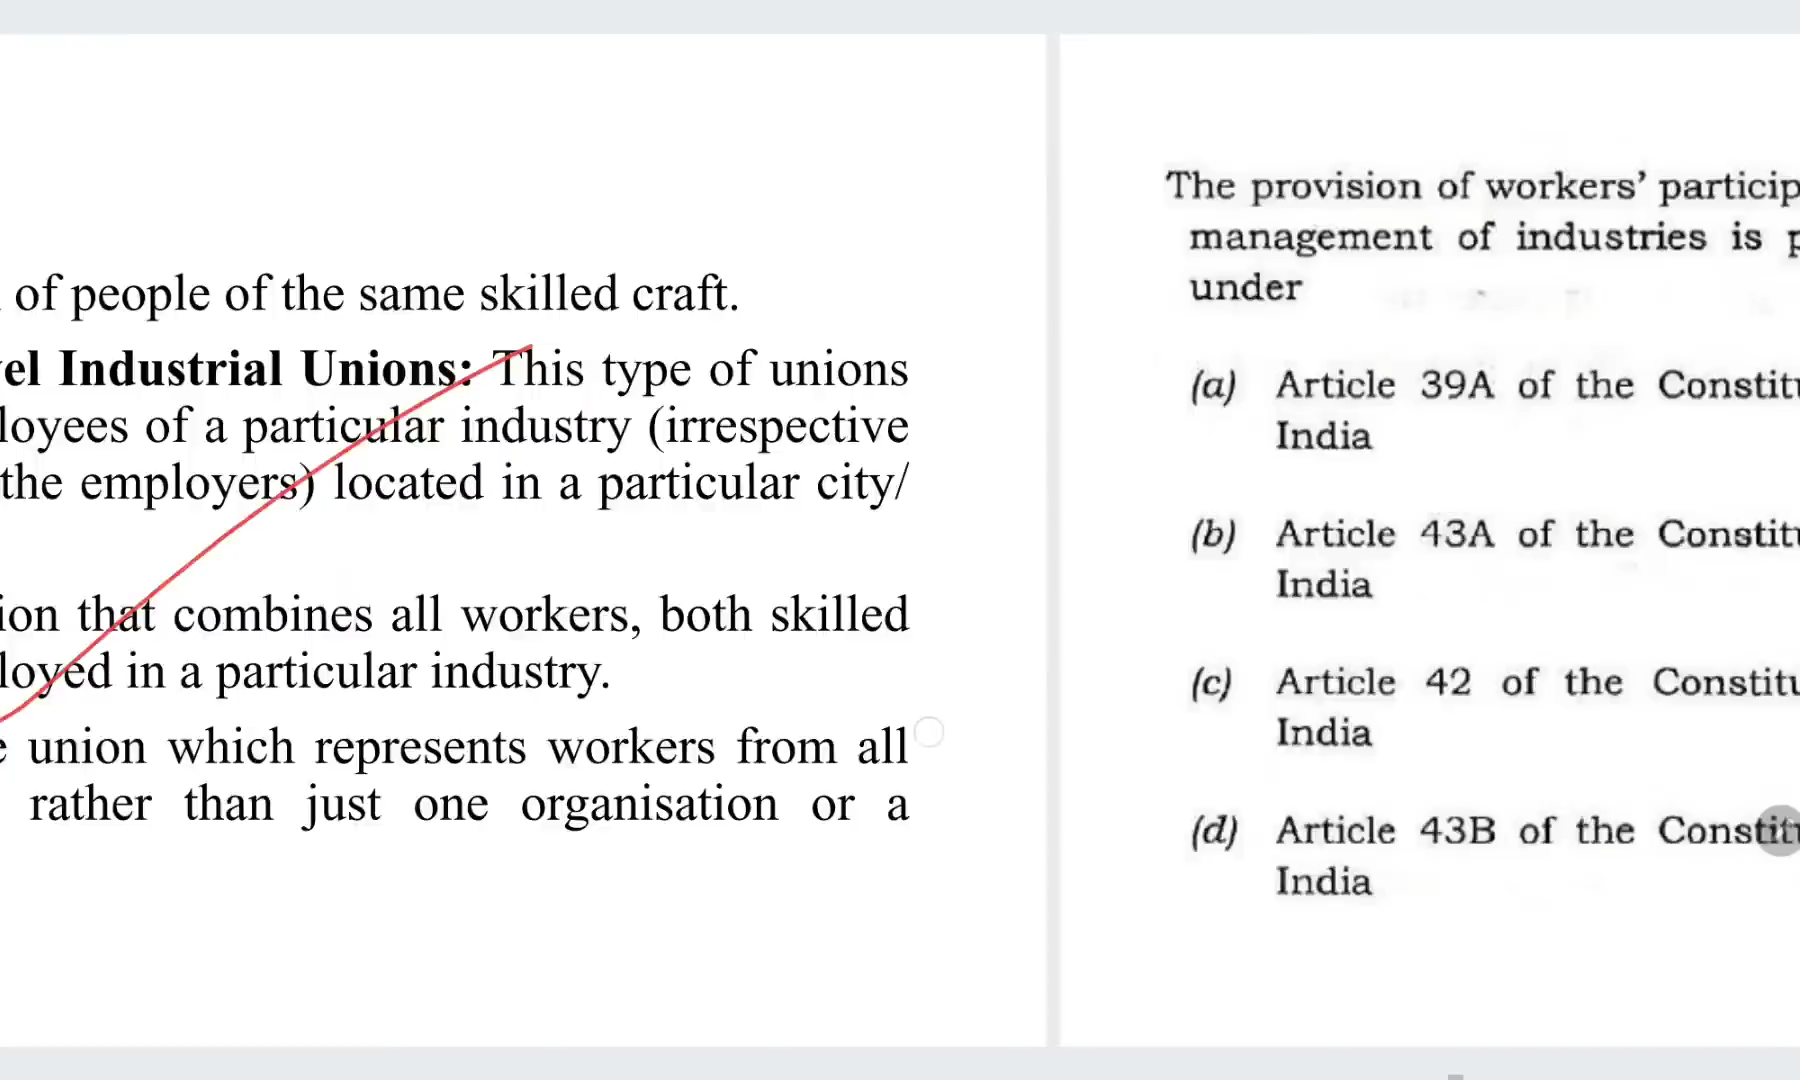 of people of the same skilled craft.
el Industrial Unions: This type of unions
loyees of a particular industry (irrespective
the employers) located in a particular city/
ion that combines all workers, both skilled
loyed in a particular industry.
union which represents workers from all
rather than just one organisation or a
The provision of workers' particip
management of industries is p
under
(a) Article 39A of the Constitu
India
(b) Article 43A of the Constitu
India
(c) Article 42 of the Constitu
India
(d) Article 43B of the Constitu
India